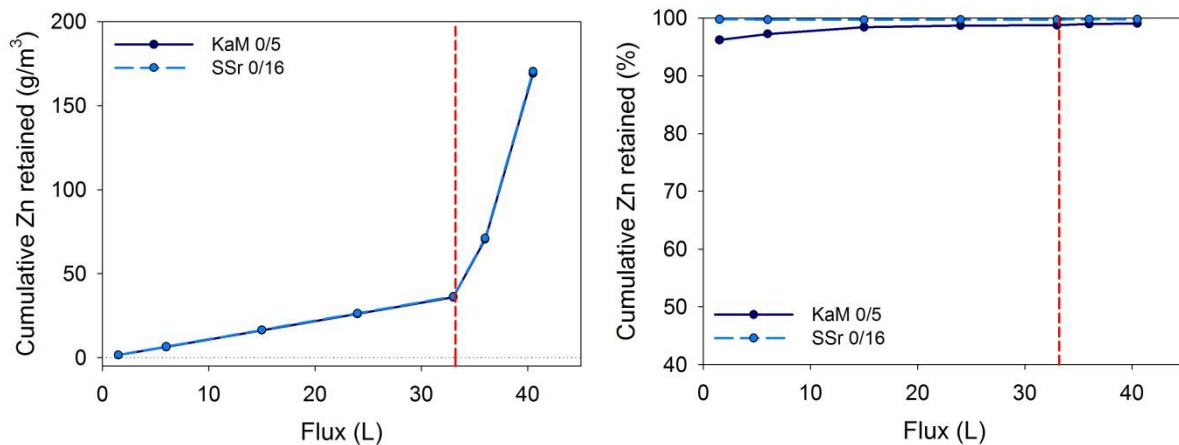 Cumulative Zn retained (g/m³)
200
150
100
50
0
KaM 0/5
SSr 0/16
0 10 20 30 40
Flux (L)
Cumulative Zn retained (%)
100
90
80
70
60
50
40
KaM 0/5
SSr 0/16
0 10 20 30 40
Flux (L)